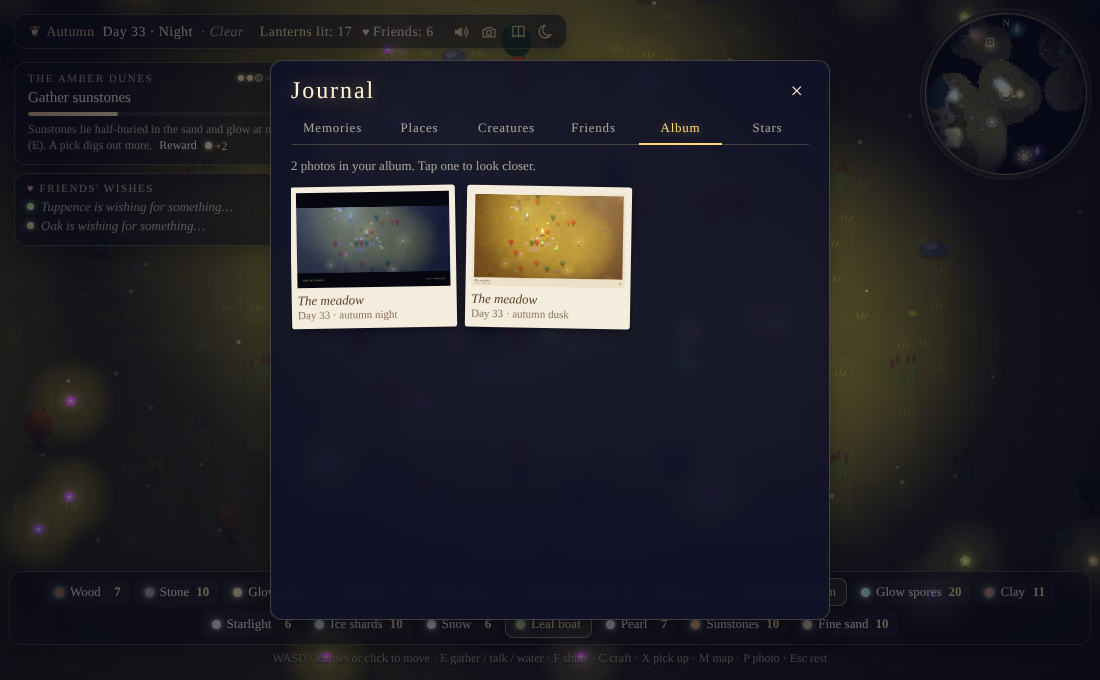 Autumn Day 33 · Night · Clear Lanterns lit: 17 ♥ Friends: 6
N
THE AMBER DUNES
Gather sunstones
Sunstones lie half-buried in the sand and glow at
(E). A pick digs out more. Reward +2
♥ FRIENDS' WISHES
Tuppence is wishing for something…
Oak is wishing for something…
Journal ×
Memories Places Creatures Friends Album Stars
2 photos in your album. Tap one to look closer.
The meadow
Day 33 · autumn night
The meadow
Day 33 · autumn dusk
Wood 7 Stone 10 Glow spores 20 Clay 11
Starlight 6 Ice shards 10 Snow 6 Leaf boat Pearl 7 Sunstones 10 Fine sand 10
WASD / arrows or click to move · E gather / talk / water · F shine · C craft · X pick up · M map · P photo · Esc rest